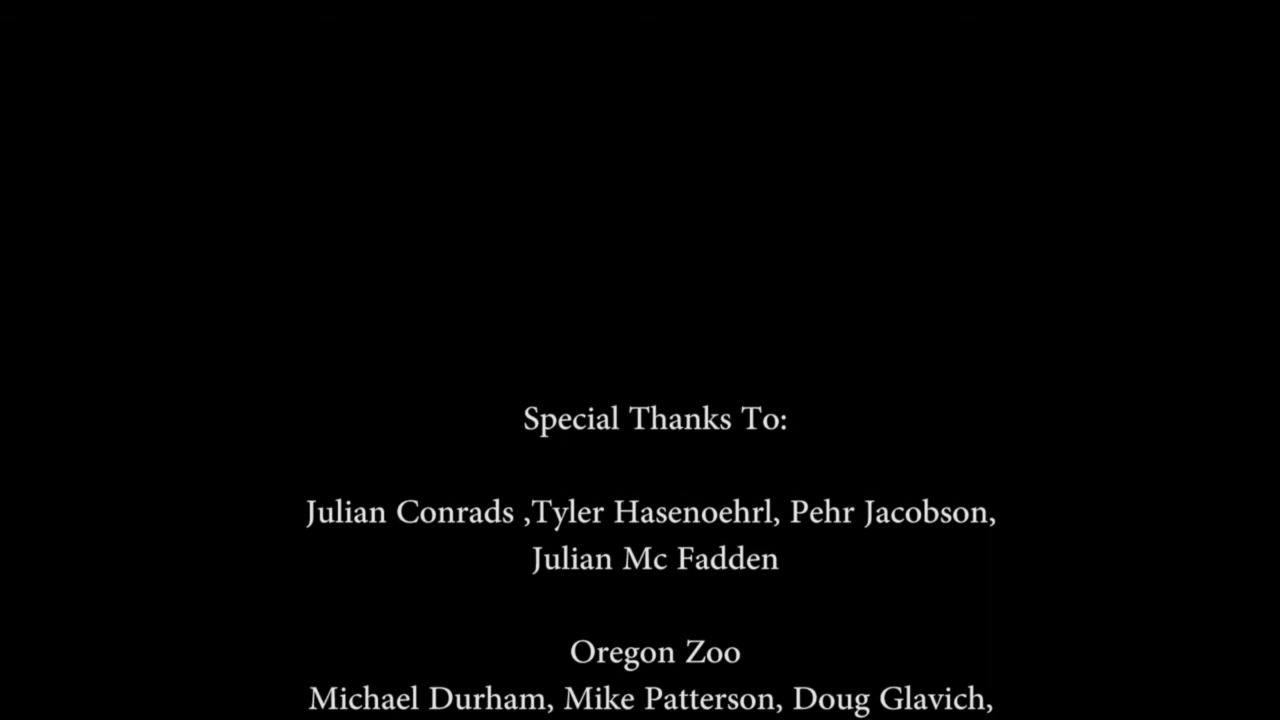 Special Thanks To:
Julian Conrads ,Tyler Hasenoehrl, Pehr Jacobson,
Julian Mc Fadden
Oregon Zoo
Michael Durham, Mike Patterson, Doug Glavich,